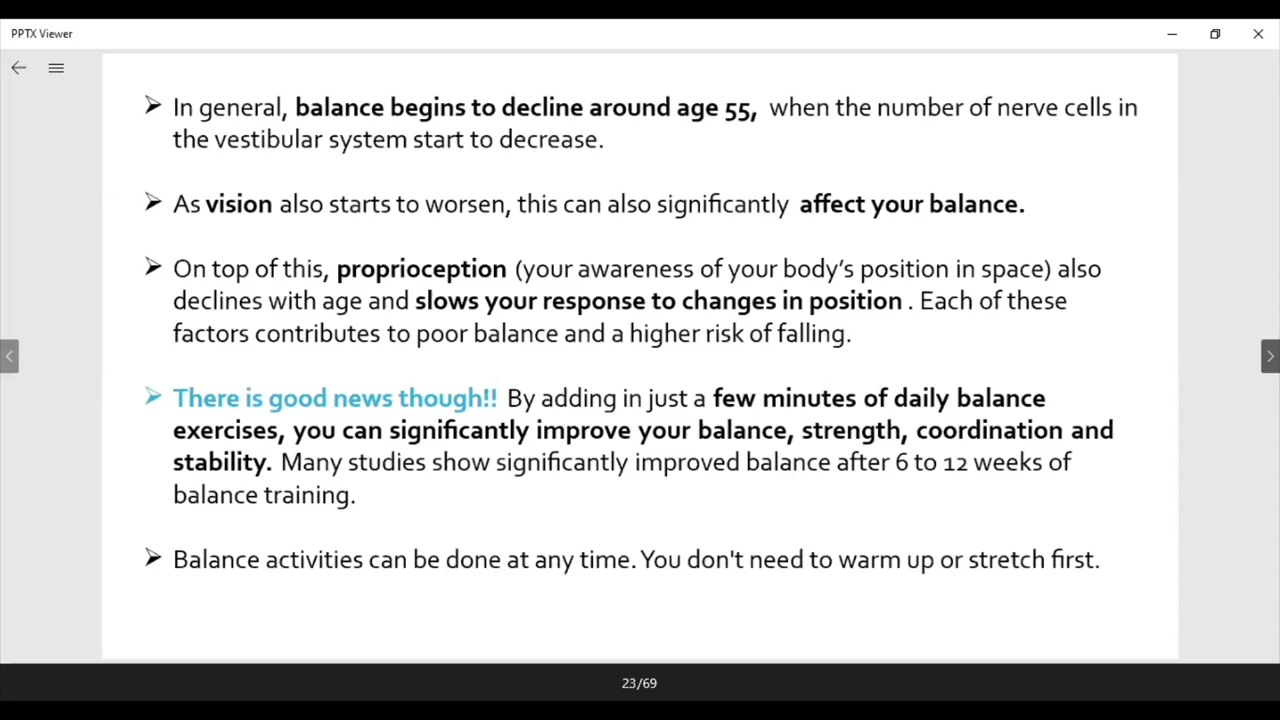 PPTX Viewer
➢ In general, balance begins to decline around age 55, when the number of nerve cells in
the vestibular system start to decrease.
➢ As vision also starts to worsen, this can also significantly affect your balance.
➢ On top of this, proprioception (your awareness of your body’s position in space) also
declines with age and slows your response to changes in position . Each of these
factors contributes to poor balance and a higher risk of falling.
➢ There is good news though!! By adding in just a few minutes of daily balance
exercises, you can significantly improve your balance, strength, coordination and
stability. Many studies show significantly improved balance after 6 to 12 weeks of
balance training.
➢ Balance activities can be done at any time. You don't need to warm up or stretch first.
23/69